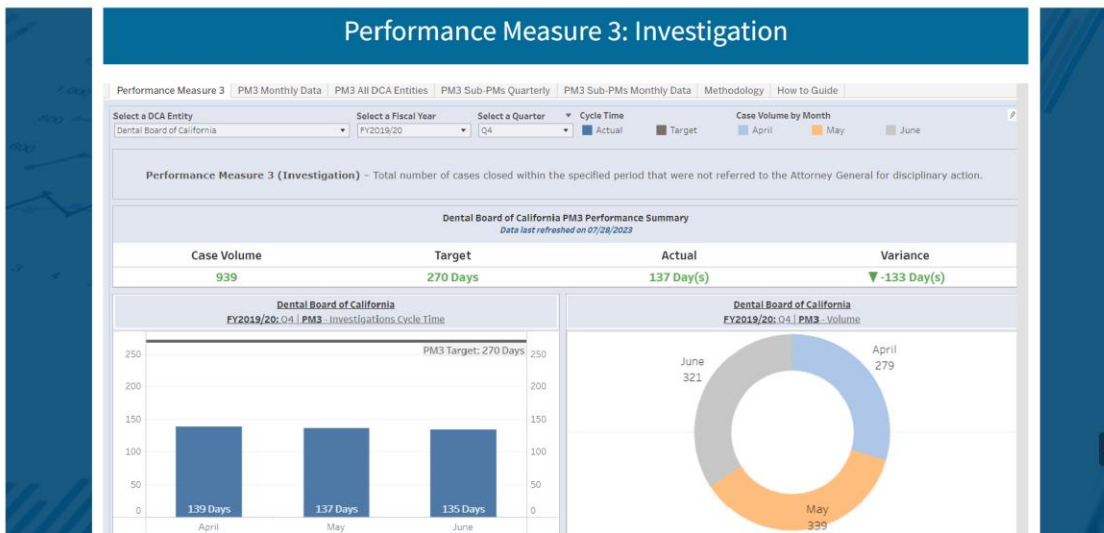 Performance Measure 3: Investigation
Performance Measure 3 PM3 Monthly Data PM3 All DCA Entities PM3 Sub-PMs Quarterly PM3 Sub-PMs Monthly Data Methodology How to Guide
Select a DCA Entity Select a Fiscal Year Select a Quarter Cycle Time Case Volume by Month
Dental Board of California FY2019/20 Q4 Actual Target April May June
Performance Measure 3 (Investigation) – Total number of cases closed within the specified period that were not referred to the Attorney General for disciplinary action.
Dental Board of California PM3 Performance Summary
Data last refreshed on 07/28/2023
Case Volume Target Actual Variance
939 270 Days 137 Day(s) ▼ -133 Day(s)
Dental Board of California
FY2019/20: Q4 | PM3 - Investigations Cycle Time
PM3 Target: 270 Days
250 250
200 200
150 150
100 100
50 50
0 0
139 Days 137 Days 135 Days
April May June
Dental Board of California
FY2019/20: Q4 | PM3 - Volume
June
321
April
279
May
339